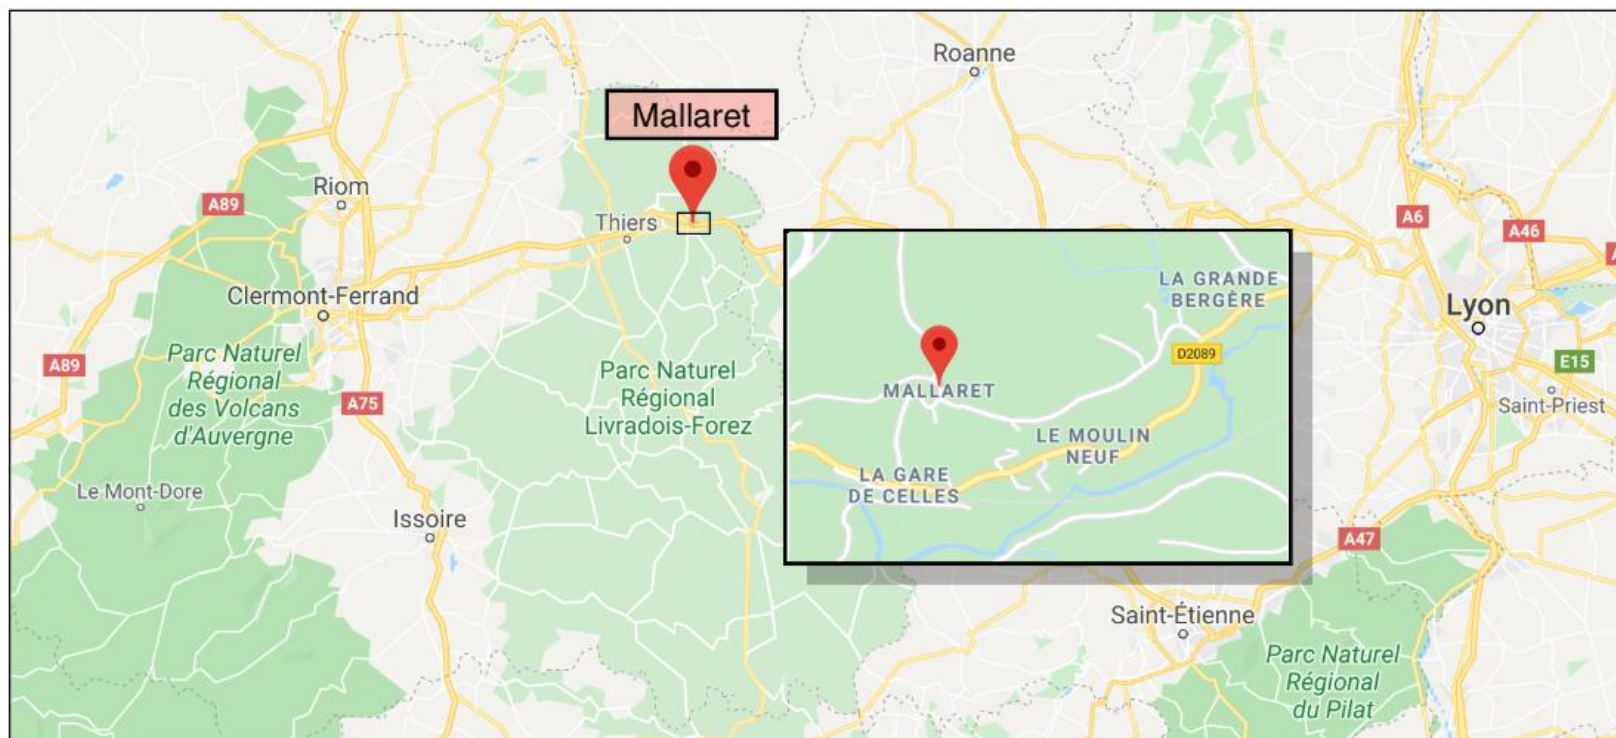 Roanne
Mallaret
Riom
A89
Thiers
A6
A46
Clermont-Ferrand
LA GRANDE
BERGÈRE
Lyon
D2089
E15
A89
Parc Naturel
Régional
des Volcans
d'Auvergne
A75
Parc Naturel
Régional
Livradois-Forez
MALLARET
Saint-Priest
LE MOULIN
NEUF
LA GARE
DE CELLES
Le Mont-Dore
Issoire
A47
Saint-Étienne
Parc Naturel
Régional
du Pilat